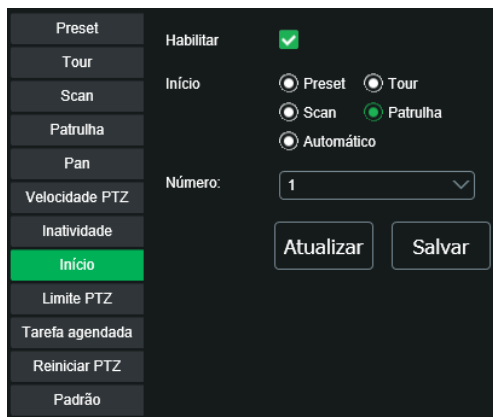 Preset
Tour
Scan
Patrulha
Pan
Velocidade PTZ
Inatividade
Início
Limite PTZ
Tarefa agendada
Reiniciar PTZ
Padrão
Habilitar
Início
Preset Tour
Scan Patrulha
Automático
Número: 1
Atualizar Salvar